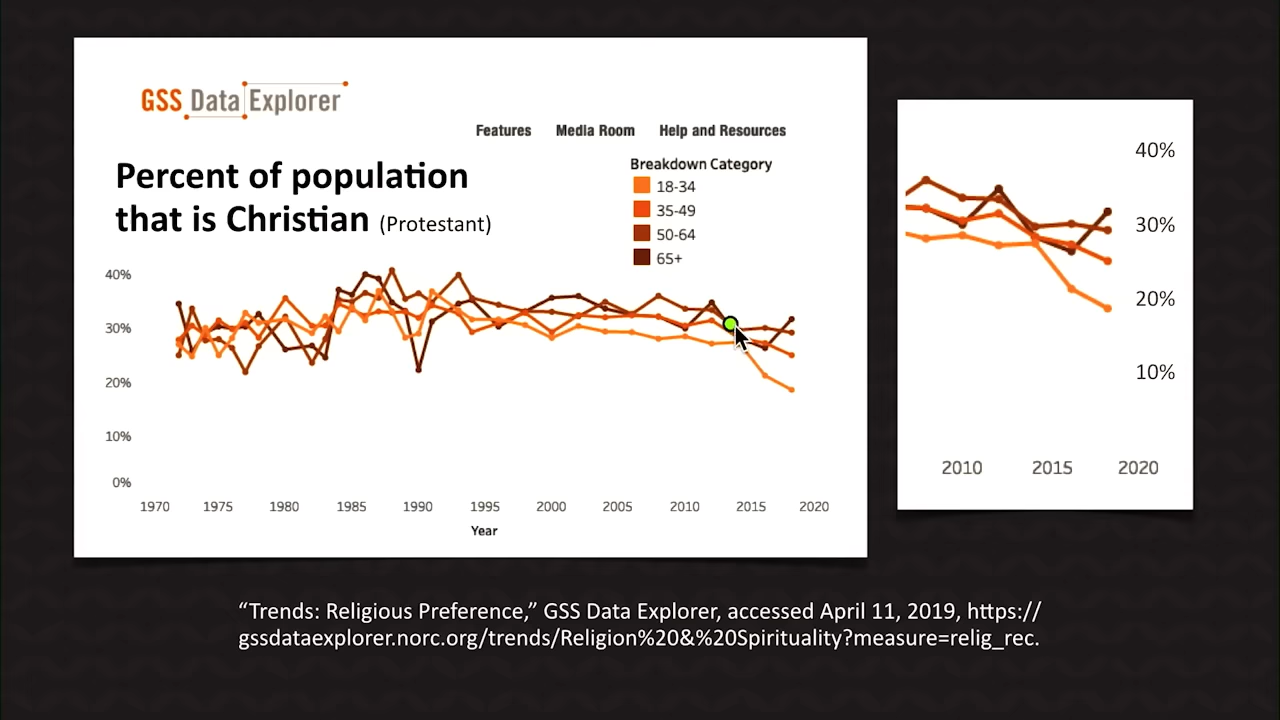 GSS Data Explorer
Features Media Room Help and Resources
Percent of population
that is Christian (Protestant)
Breakdown Category
18-34
35-49
50-64
65+
40%
30%
20%
10%
0%
1970 1975 1980 1985 1990 1995 2000 2005 2010 2015 2020
Year
40%
30%
20%
10%
2010 2015 2020
“Trends: Religious Preference,” GSS Data Explorer, accessed April 11, 2019, https://
gssdataexplorer.norc.org/trends/Religion%20&%20Spirituality?measure=relig_rec.